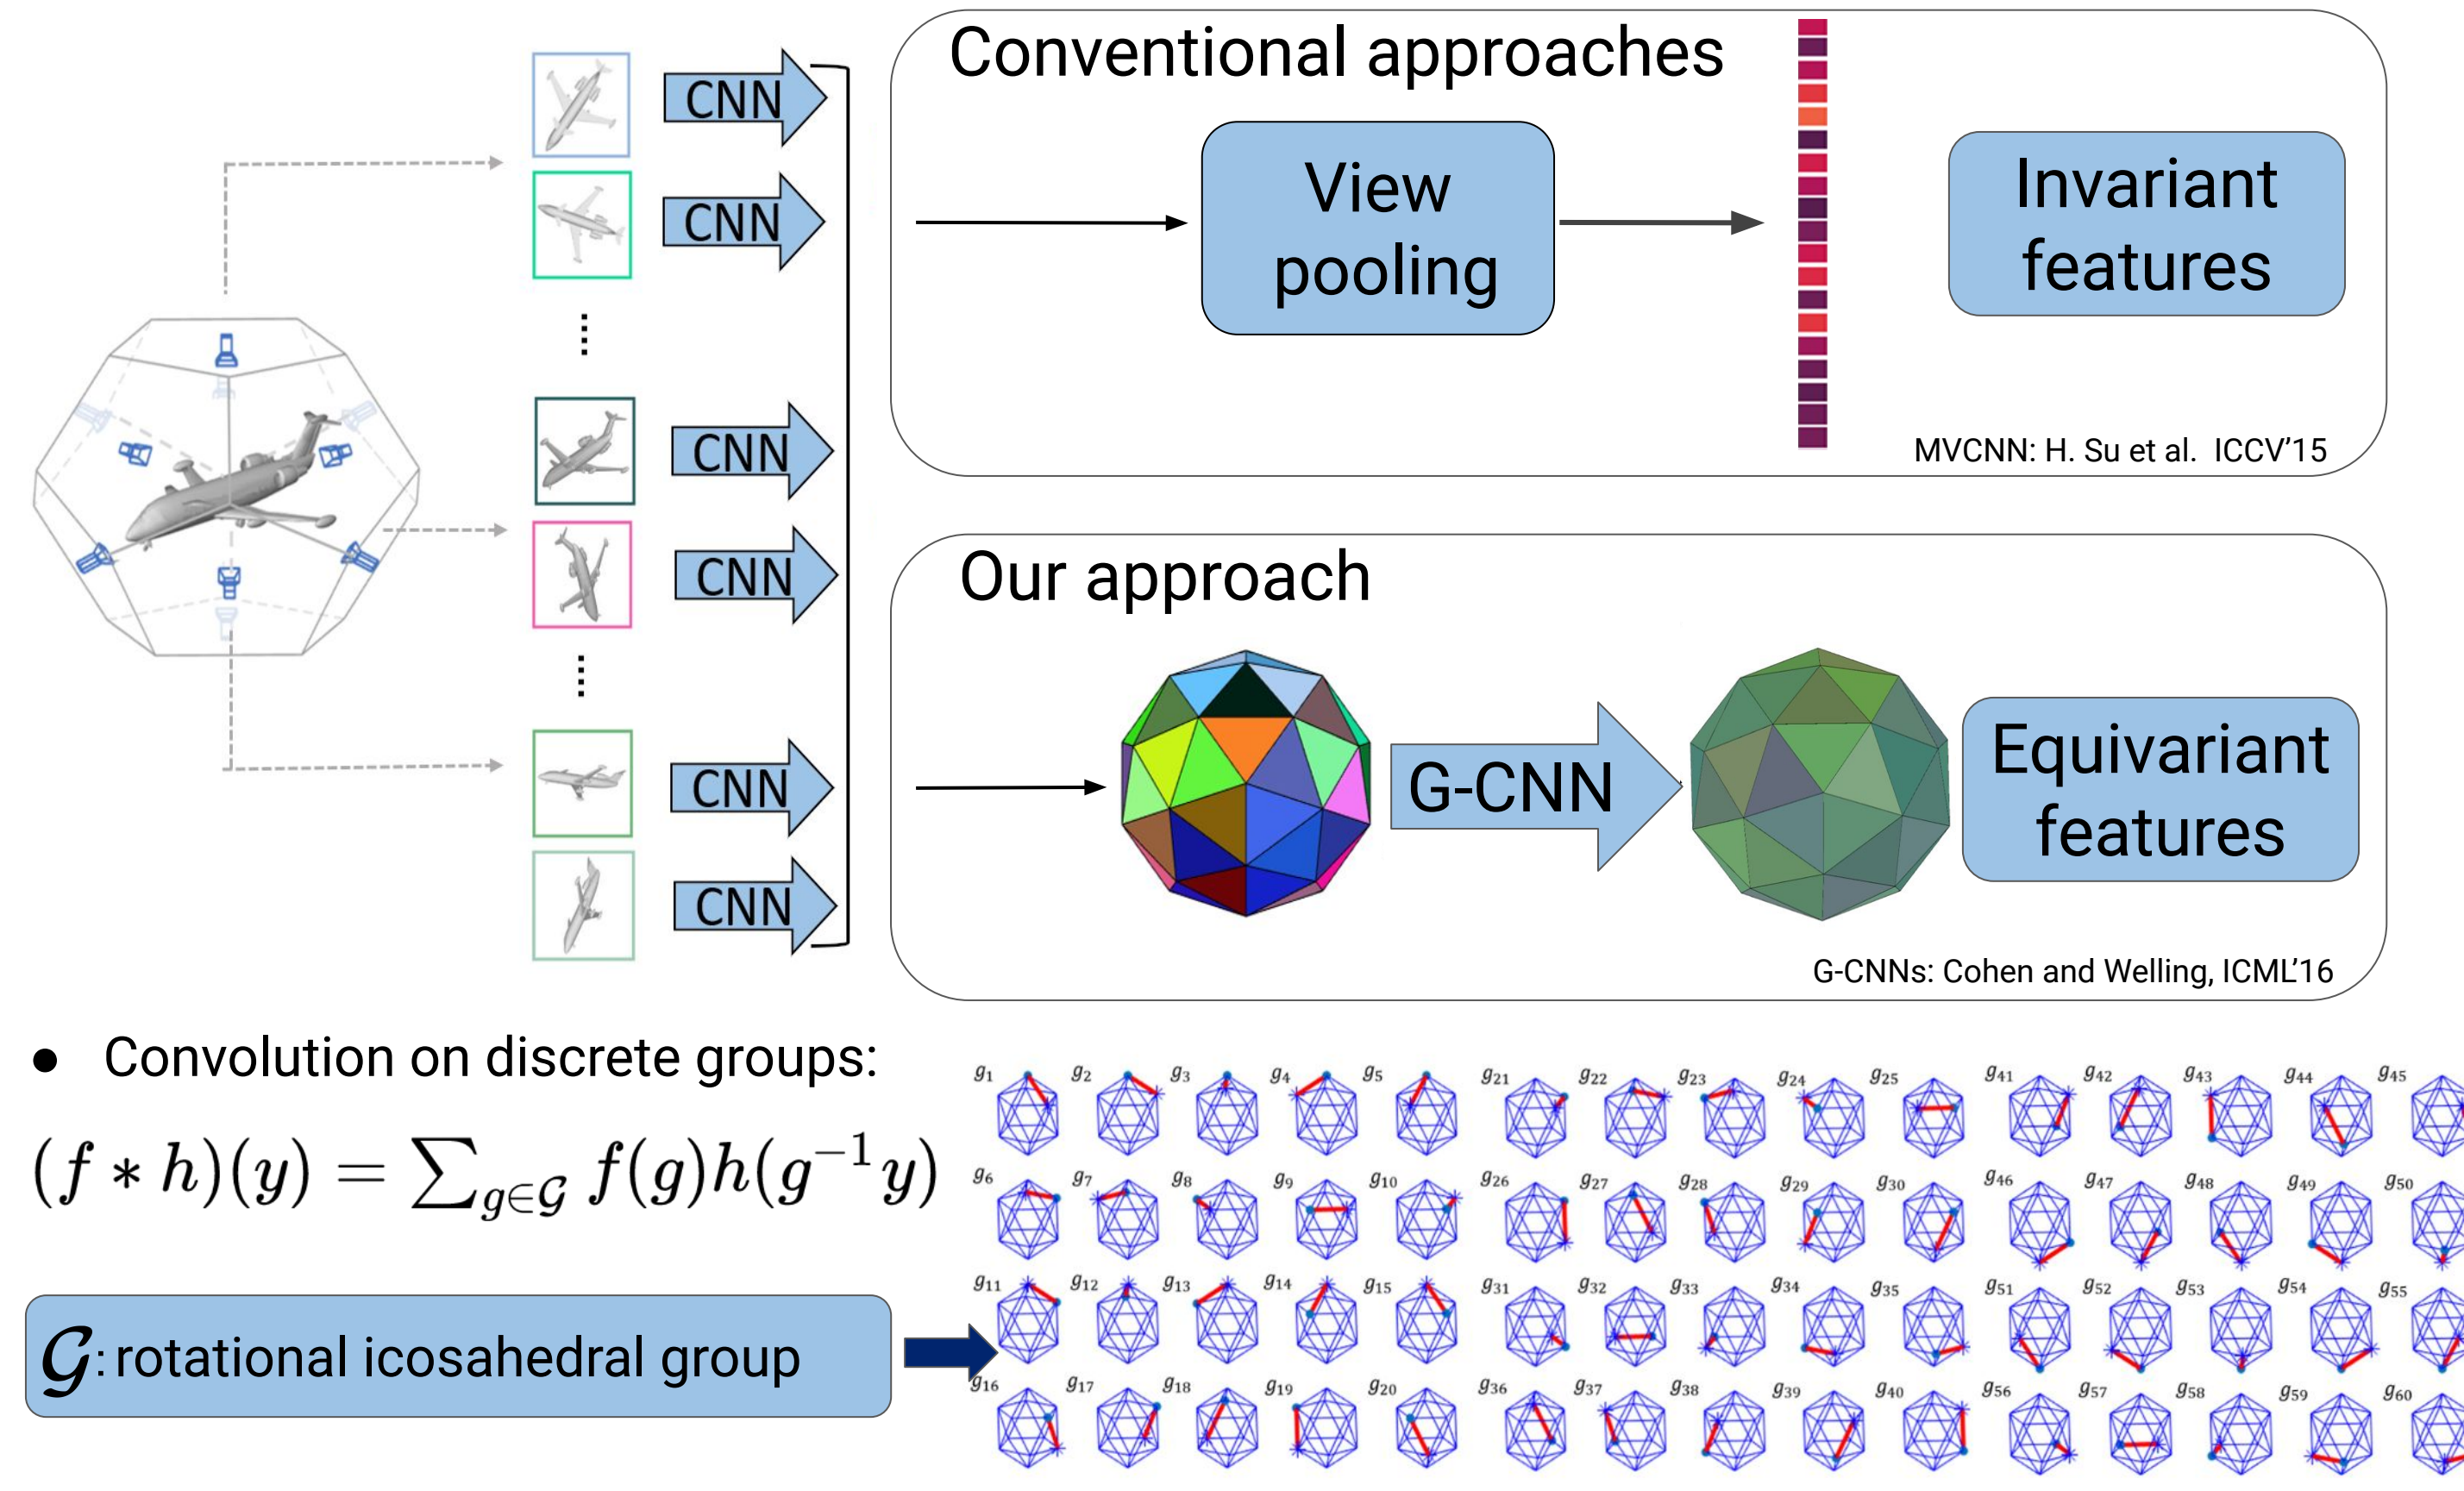 CNN
CNN
CNN
CNN
CNN
CNN
Conventional approaches
View
pooling
Invariant
features
MVCNN: H. Su et al. ICCV’15
Our approach
G-CNN
Equivariant
features
G-CNNs: Cohen and Welling, ICML’16
● Convolution on discrete groups:
(f ∗ h)(y) = ∑_{g∈𝒢} f(g)h(g⁻¹y)
𝒢: rotational icosahedral group
g1 g2 g3 g4 g5 g21 g22 g23 g24 g25 g41 g42 g43 g44 g45
g6 g7 g8 g9 g10 g26 g27 g28 g29 g30 g46 g47 g48 g49 g50
g11 g12 g13 g14 g15 g31 g32 g33 g34 g35 g51 g52 g53 g54 g55
g16 g17 g18 g19 g20 g36 g37 g38 g39 g40 g56 g57 g58 g59 g60